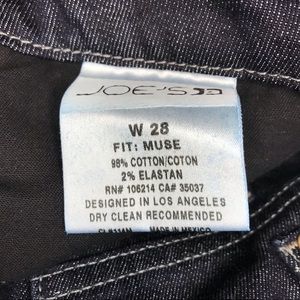 JOE'S
W 28
FIT: MUSE
98% COTTON/COTON
2% ELASTAN
RN# 106214 CA# 35037
DESIGNED IN LOS ANGELES
DRY CLEAN RECOMMENDED
MADE IN MEXICO